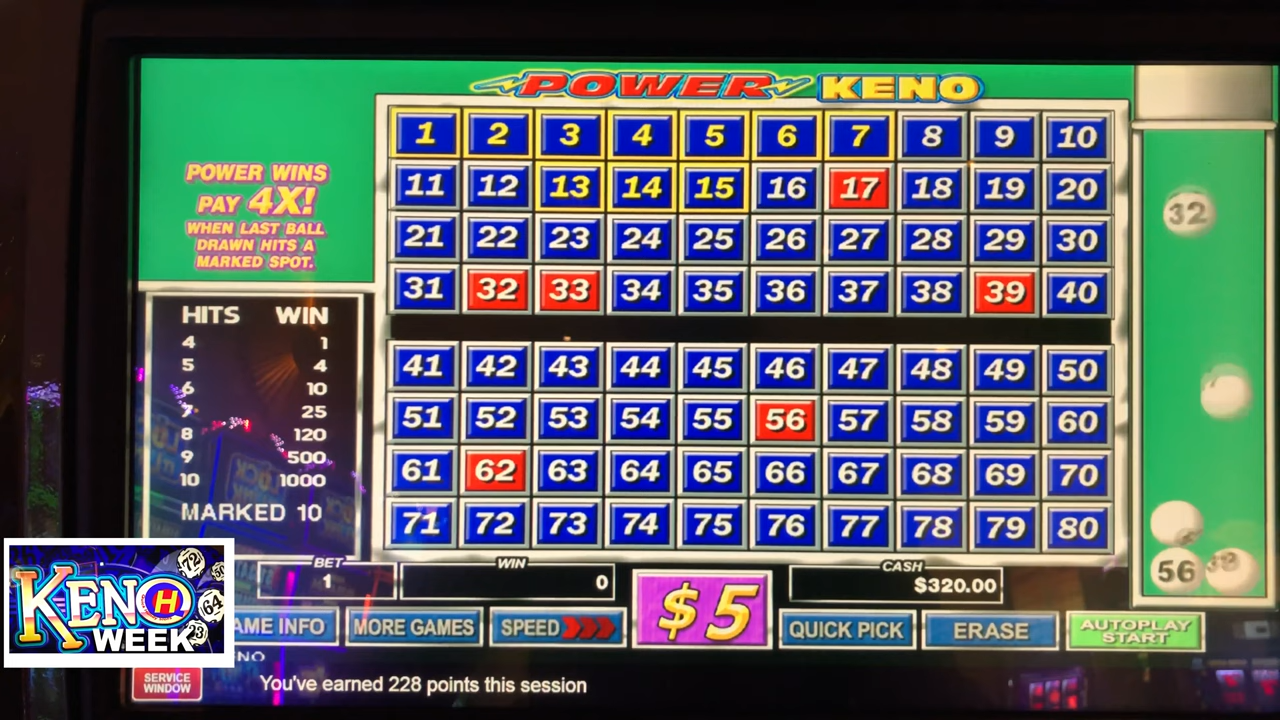 POWER KENO
POWER WINS
PAY 4X!
WHEN LAST BALL
DRAWN HITS A
MARKED SPOT.
1 2 3 4 5 6 7 8 9 10
11 12 13 14 15 16 17 18 19 20
21 22 23 24 25 26 27 28 29 30
31 32 33 34 35 36 37 38 39 40
32
HITS WIN
4 1
5 4
6 10
7 25
8 120
9 500
10 1000
MARKED 10
41 42 43 44 45 46 47 48 49 50
51 52 53 54 55 56 57 58 59 60
61 62 63 64 65 66 67 68 69 70
71 72 73 74 75 76 77 78 79 80
56
BET
1
WIN
0
$5
CASH
$320.00
AME INFO
MORE GAMES
SPEED
QUICK PICK
ERASE
AUTOPLAY
START
KENO
H
WEEK
72
64
23
NO
SERVICE
WINDOW
You've earned 228 points this session